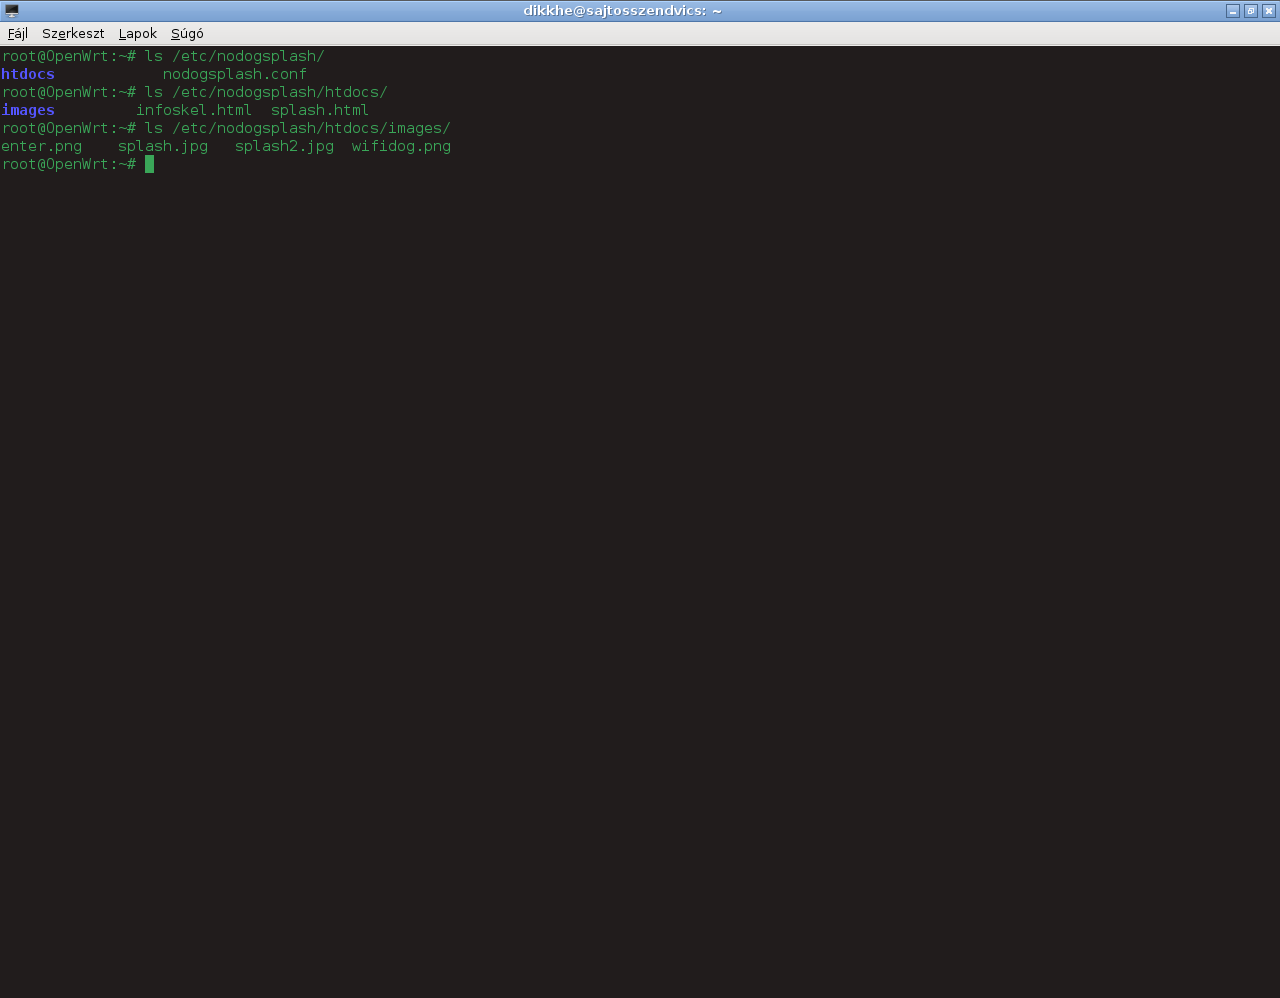 dikkhe@sajtosszendvics: ~
Fájl Szerkeszt Lapok Súgó
root@OpenWrt:~# ls /etc/nodogsplash/
htdocs            nodogsplash.conf
root@OpenWrt:~# ls /etc/nodogsplash/htdocs/
images         infoskel.html  splash.html
root@OpenWrt:~# ls /etc/nodogsplash/htdocs/images/
enter.png    splash.jpg   splash2.jpg  wifidog.png
root@OpenWrt:~#